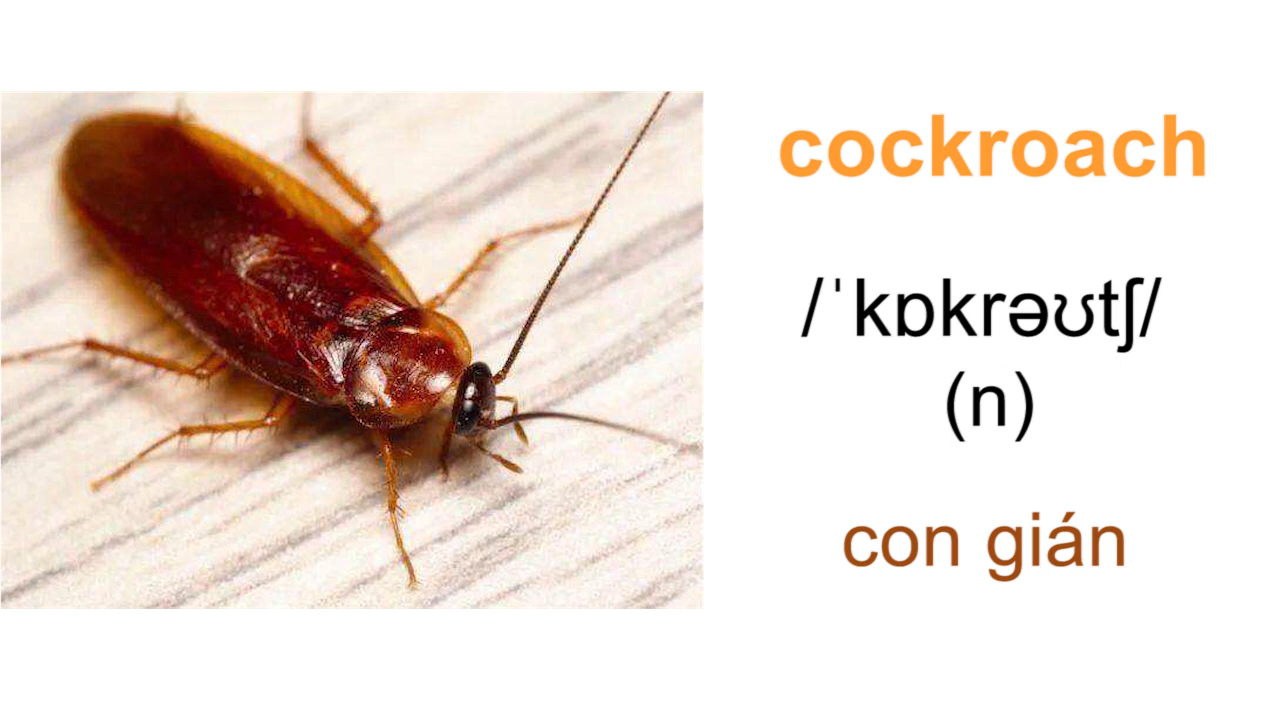 cockroach
/ˈkɒkrəʊtʃ/
(n)
con gián